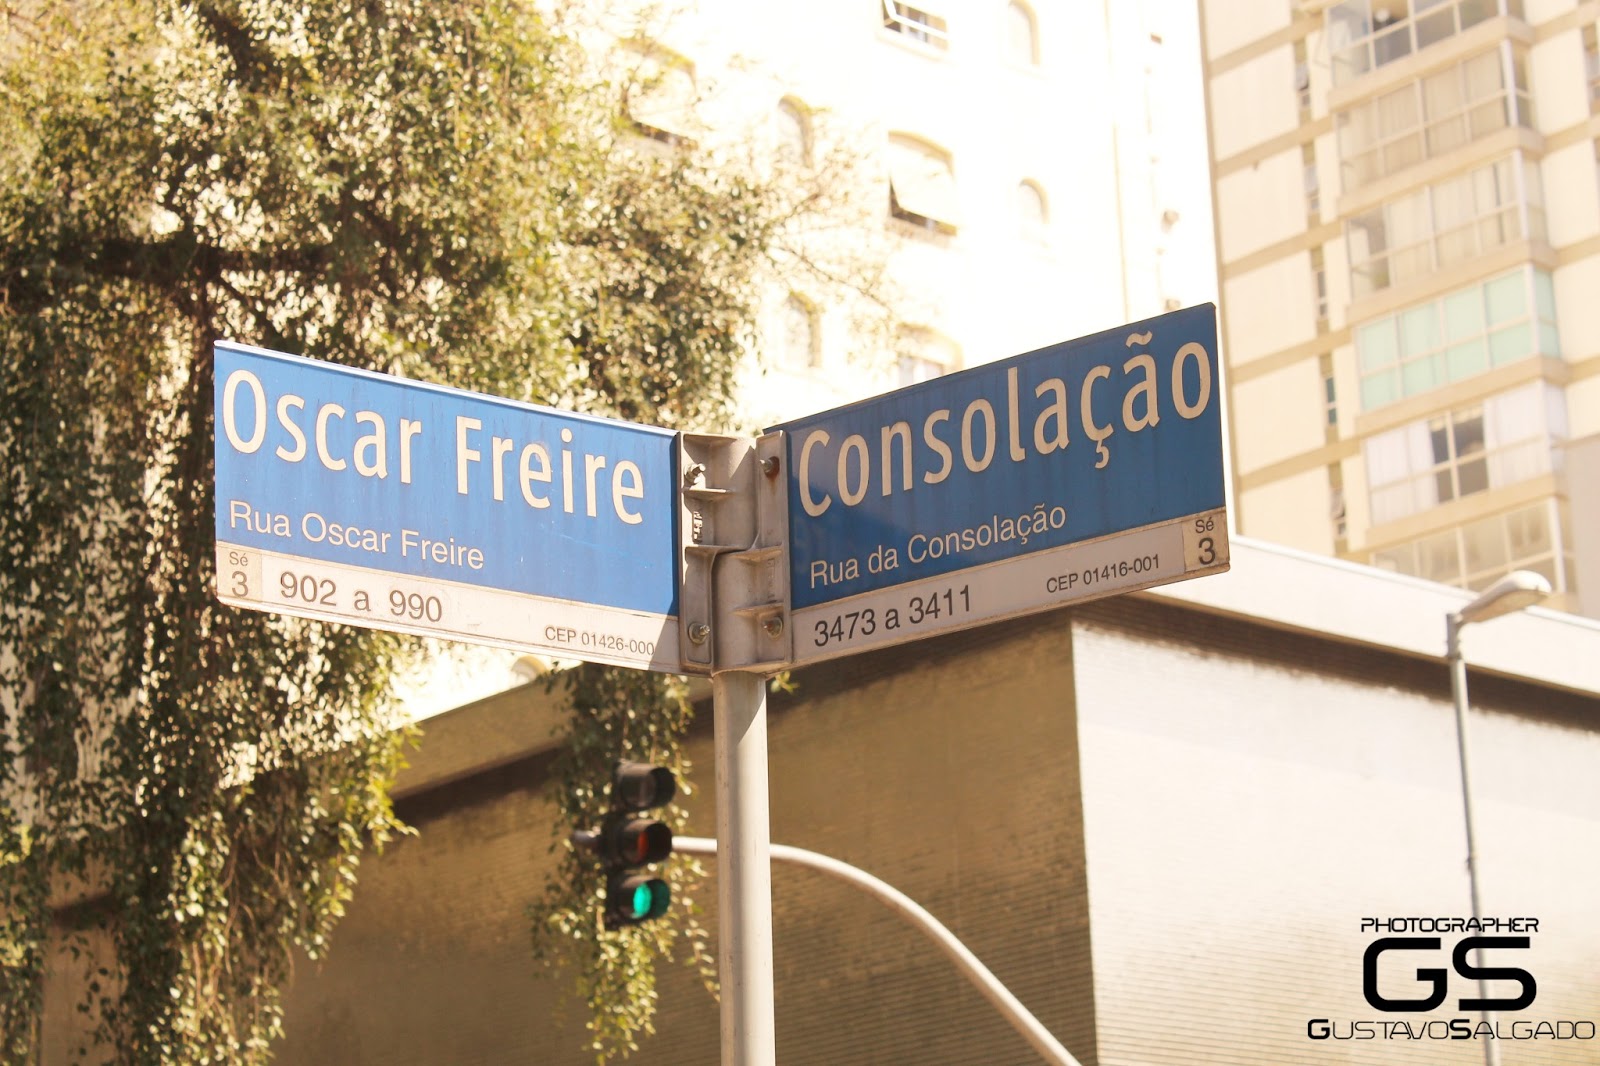 Oscar Freire
Rua Oscar Freire
Sé
3
902 a 990
CEP 01426-000
Consolação
Rua da Consolação
3473 a 3411
CEP 01416-001
Sé
3
PHOTOGRAPHER
GS
GUSTAVOSALGADO